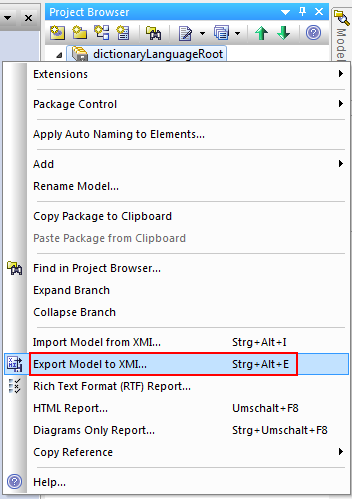 Project Browser
dictionaryLanguageRoot
Model
Extensions
Package Control
Apply Auto Naming to Elements...
Add
Rename Model...
Copy Package to Clipboard
Paste Package from Clipboard
Find in Project Browser...
Expand Branch
Collapse Branch
Import Model from XMI... Strg+Alt+I
Export Model to XMI... Strg+Alt+E
Rich Text Format (RTF) Report...
HTML Report... Umschalt+F8
Diagrams Only Report... Strg+Umschalt+F8
Copy Reference
Help...